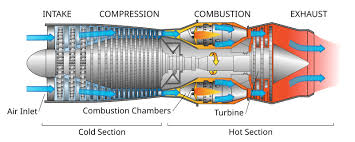 INTAKE COMPRESSION COMBUSTION EXHAUST
Air Inlet Combustion Chambers Turbine
Cold Section Hot Section